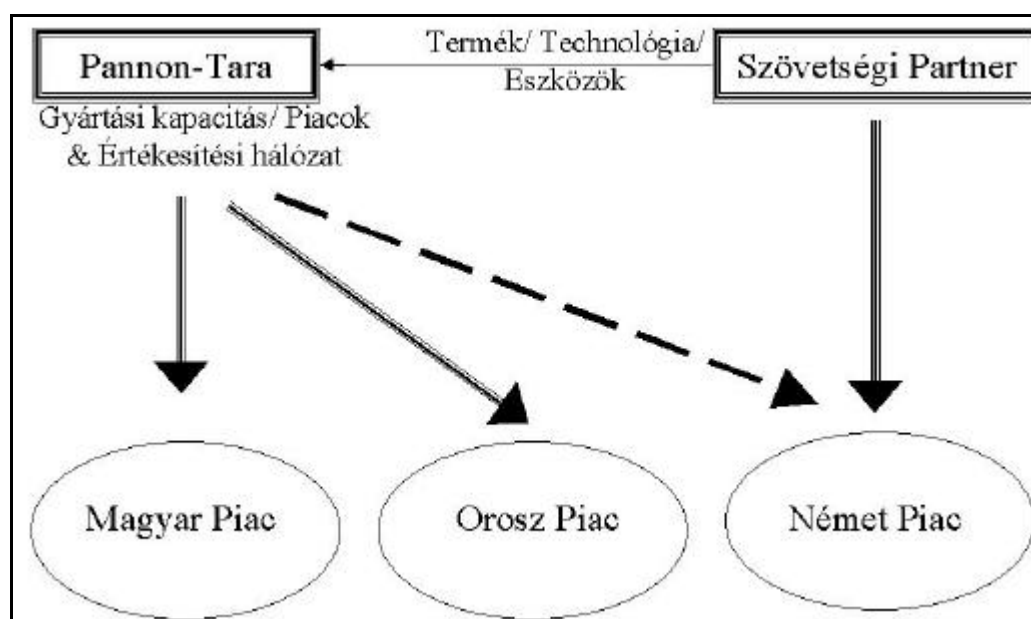 Pannon-Tara
Termék/ Technológia/
Eszközök
Szövetségi Partner
Gyártási kapacitás/ Piacok
& Értékesítési hálózat
Magyar Piac
Orosz Piac
Német Piac